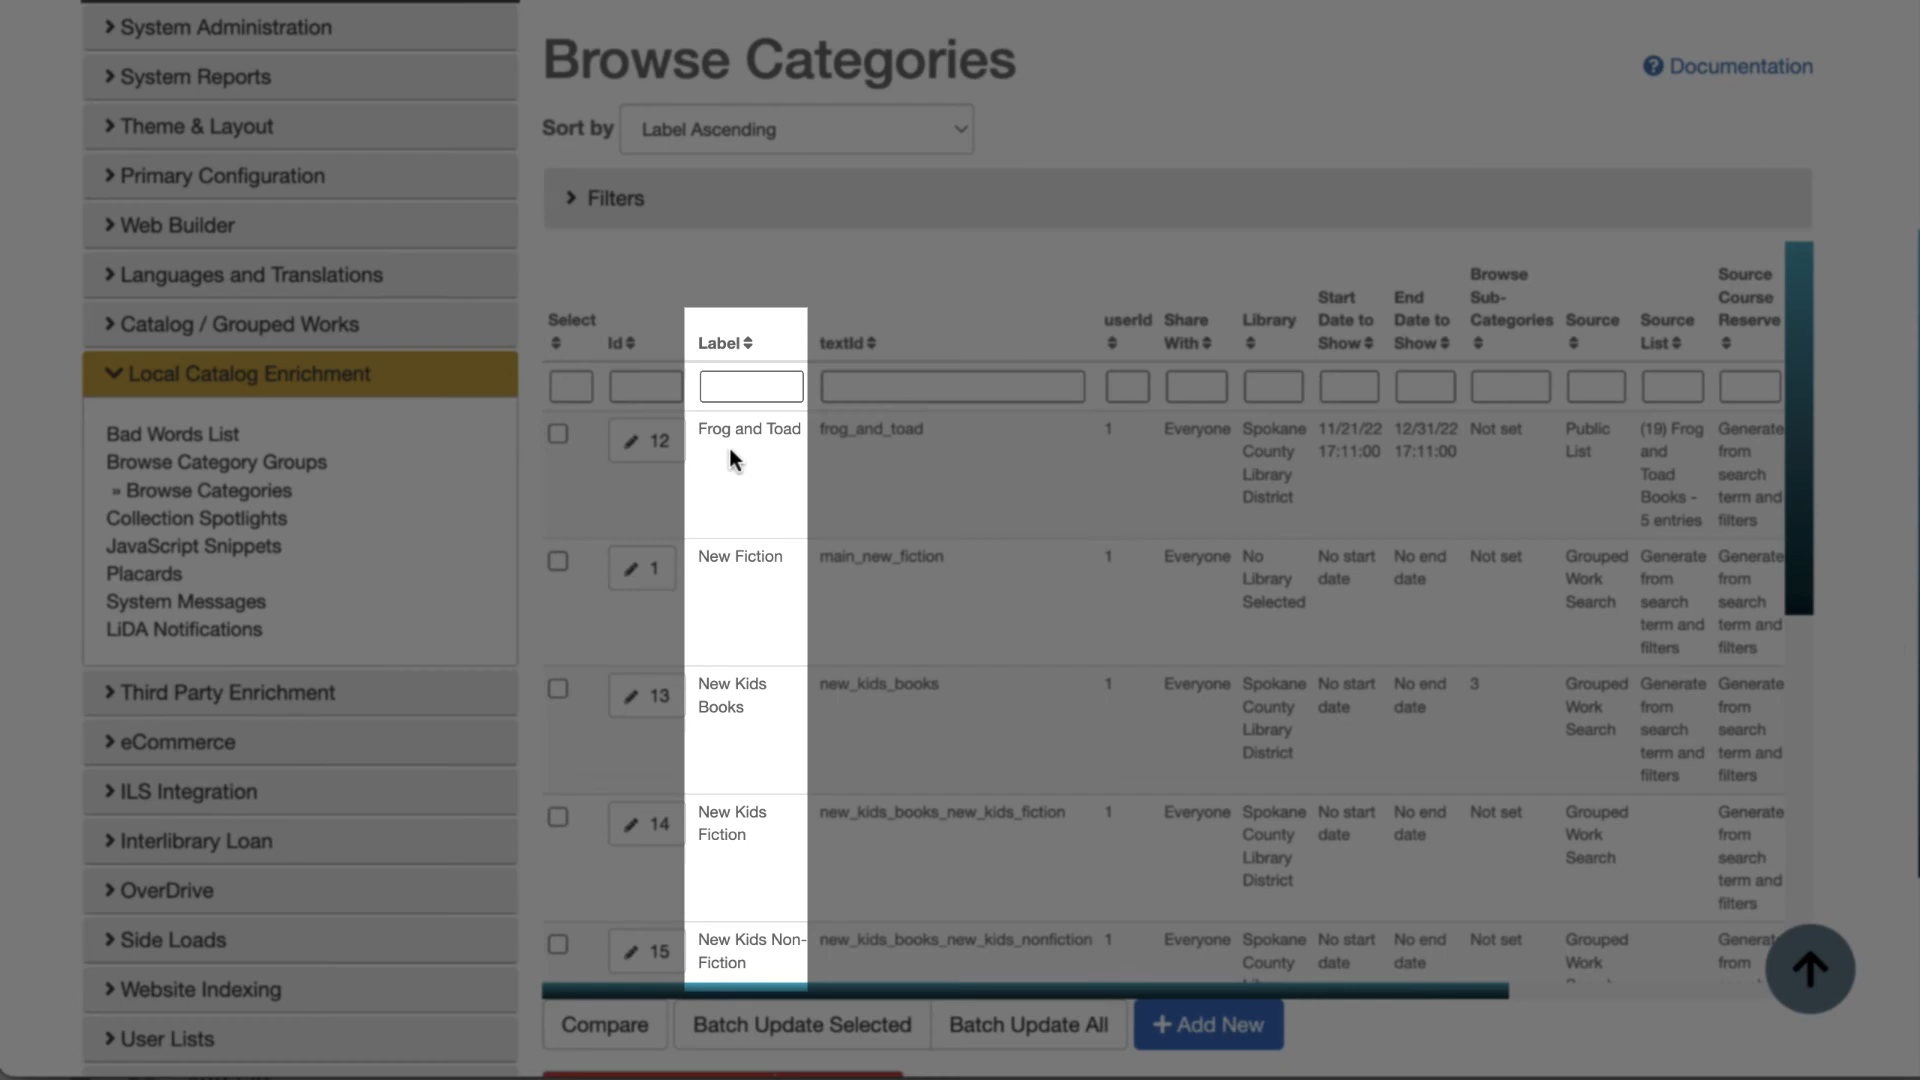 System Administration
System Reports
Theme & Layout
Primary Configuration
Web Builder
Languages and Translations
Catalog / Grouped Works
Local Catalog Enrichment
Bad Words List
Browse Category Groups
» Browse Categories
Collection Spotlights
JavaScript Snippets
Placards
System Messages
LiDA Notifications
Third Party Enrichment
eCommerce
ILS Integration
Interlibrary Loan
OverDrive
Side Loads
Website Indexing
User Lists
Browse Categories
Documentation
Sort by Label Ascending
Filters
Select
Id
Label
textId
userId
Share
With
Library
Start
Date to
Show
End
Date to
Show
Browse
Sub-
Categories
Source
Source
List
Source
Course
Reserve
12
Frog and Toad
frog_and_toad
1
Everyone
Spokane
County
Library
District
11/21/22
17:11:00
12/31/22
17:11:00
Not set
Public
List
(19) Frog
and
Toad
Books -
5 entries
Generate
from
search
term and
filters
1
New Fiction
main_new_fiction
1
Everyone
No
Library
Selected
No start
date
No end
date
Not set
Grouped
Work
Search
Generate
from
search
term and
filters
Generate
from
search
term and
filters
13
New Kids
Books
new_kids_books
1
Everyone
Spokane
County
Library
District
No start
date
No end
date
3
Grouped
Work
Search
Generate
from
search
term and
filters
Generate
from
search
term and
filters
14
New Kids
Fiction
new_kids_books_new_kids_fiction
1
Everyone
Spokane
County
Library
District
No start
date
No end
date
Not set
Grouped
Work
Search
Generate
from
search
term and
filters
15
New Kids Non-
Fiction
new_kids_books_new_kids_nonfiction
1
Everyone
Spokane
County
No start
date
No end
date
Not set
Grouped
Work
Generat
from
Compare
Batch Update Selected
Batch Update All
+ Add New